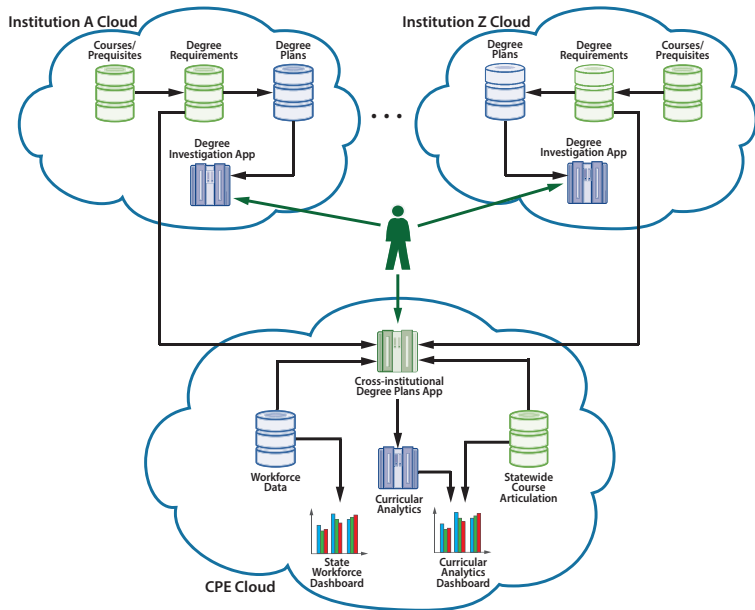 Institution A Cloud
Institution Z Cloud
Courses/
Prequisites
Degree
Requirements
Degree
Plans
Degree
Plans
Degree
Requirements
Courses/
Prequisites
...
Degree
Investigation App
Degree
Investigation App
Cross-institutional
Degree Plans App
Workforce
Data
Curricular
Analytics
Statewide
Course
Articulation
State
Workforce
Dashboard
Curricular
Analytics
Dashboard
CPE Cloud